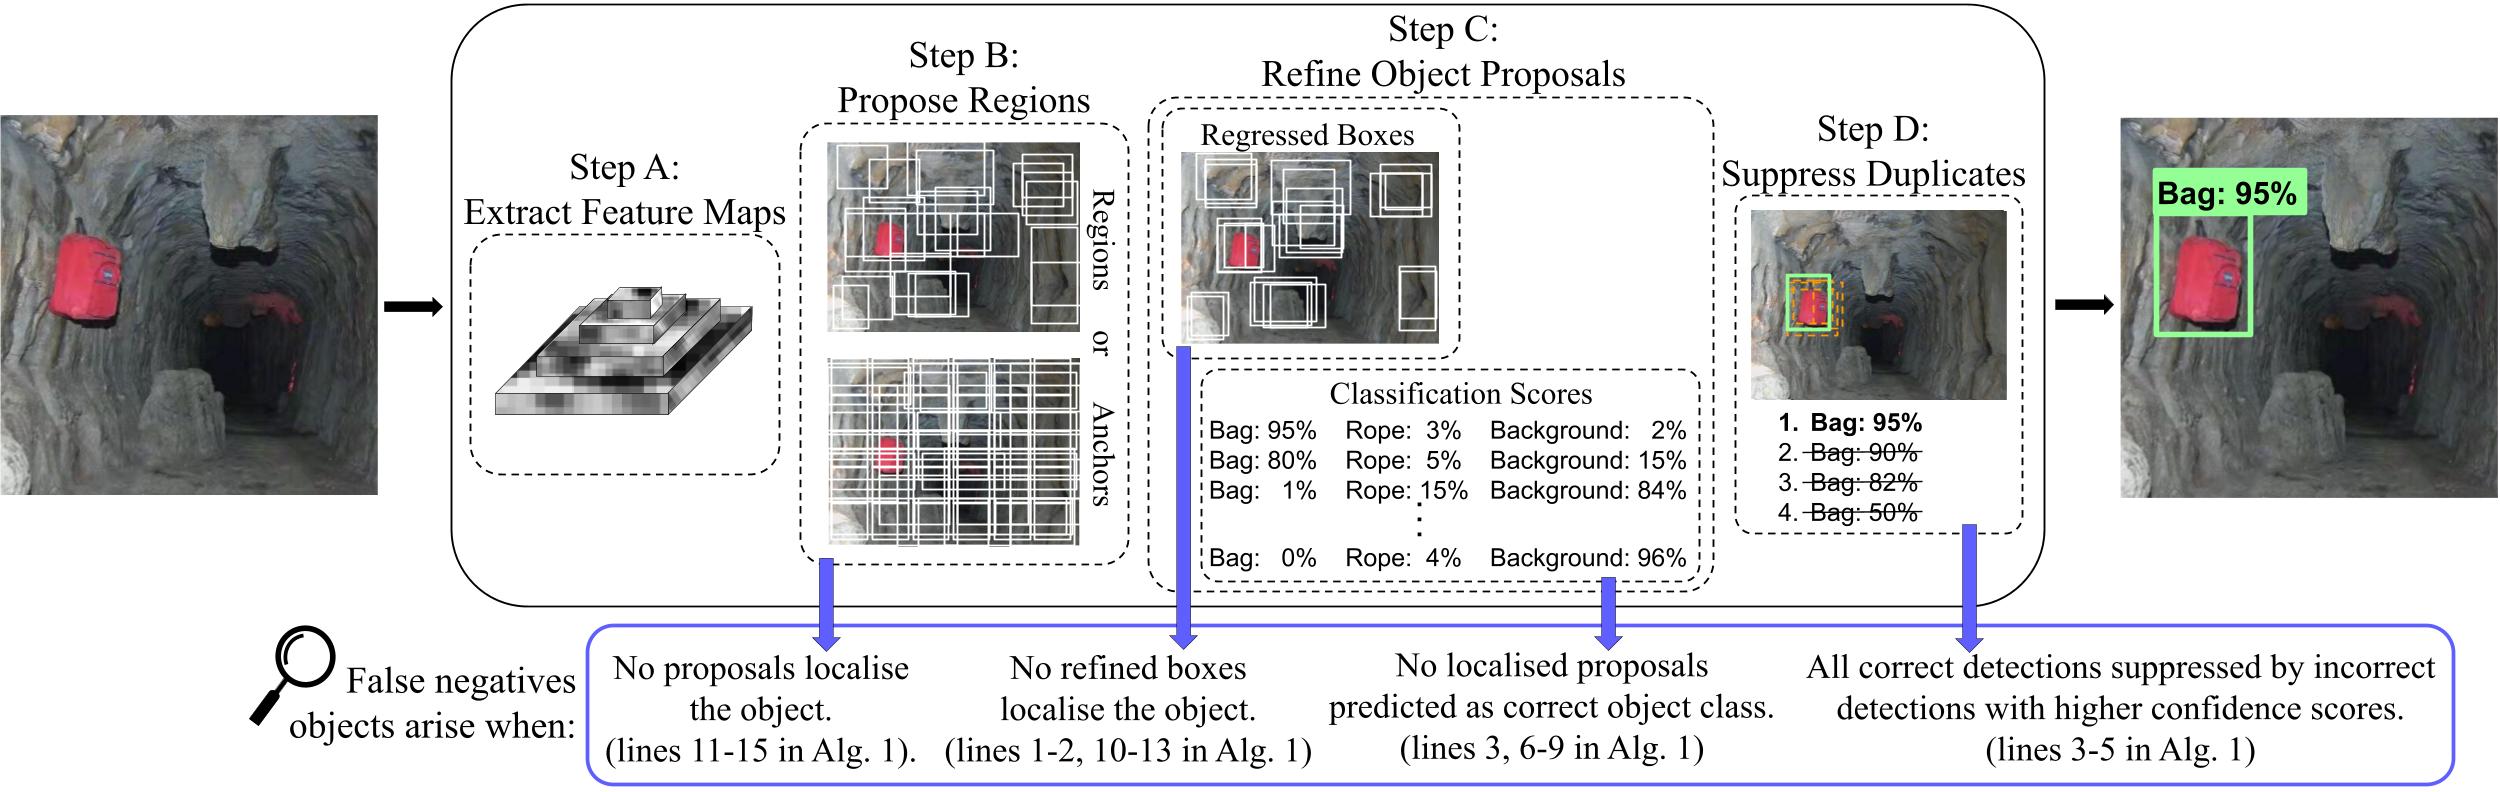 Step A:
Extract Feature Maps
Step B:
Propose Regions
Regions or Anchors
Step C:
Refine Object Proposals
Regressed Boxes
Classification Scores
Bag: 95% Rope: 3% Background: 2%
Bag: 80% Rope: 5% Background: 15%
Bag: 1% Rope: 15% Background: 84%
Bag: 0% Rope: 4% Background: 96%
Step D:
Suppress Duplicates
1. Bag: 95%
2. Bag: 90%
3. Bag: 82%
4. Bag: 50%
Bag: 95%
False negatives
objects arise when:
No proposals localise
the object.
(lines 11-15 in Alg. 1).
No refined boxes
localise the object.
(lines 1-2, 10-13 in Alg. 1)
No localised proposals
predicted as correct object class.
(lines 3, 6-9 in Alg. 1)
All correct detections suppressed by incorrect
detections with higher confidence scores.
(lines 3-5 in Alg. 1)